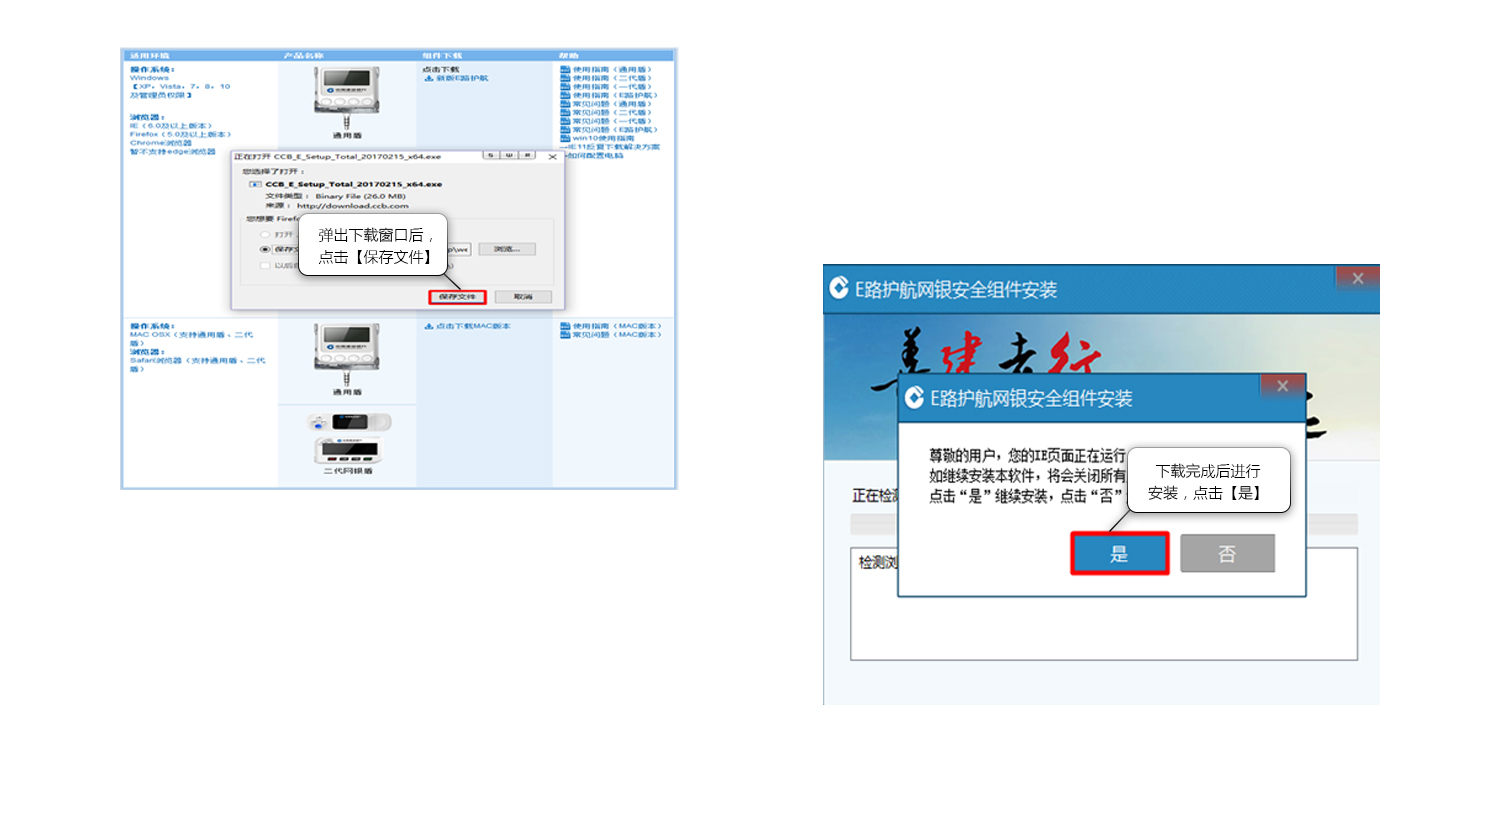 适用环境 产品名称 组件下载 帮助
操作系统：
Windows
【XP，Vista，7，8，10
及管理员权限】
浏览器：
IE（6.0及以上版本）
Firefox（5.0及以上版本）
Chrome浏览器
暂不支持edge浏览器
通用盾
点击下载
新版E路护航
使用指南（通用盾）
使用指南（二代盾）
使用指南（一代盾）
使用指南（E路护航）
常见问题（通用盾）
常见问题（二代盾）
常见问题（一代盾）
常见问题（E路护航）
win10使用指南
IE11反复下载解决方案
如何配置电脑
正在打开 CCB_E_Setup_Total_20170215_x64.exe
您选择了打开：
CCB_E_Setup_Total_20170215_x64.exe
文件类型： Binary File (26.0 MB)
来源： http://download.ccb.com
您想要 Firef
打开
保存文
浏览...
弹出下载窗口后，
点击【保存文件】
保存文件 取消
操作系统：
MAC OSX（支持通用盾、二代
盾）
浏览器：
Safari浏览器（支持通用盾、二代
盾）
通用盾
二代网银盾
点击下载MAC版本
使用指南（MAC版本）
常见问题（MAC版本）
E路护航网银安全组件安装
善建者行
正在检测
检测浏
E路护航网银安全组件安装
尊敬的用户，您的IE页面正在运行
如继续安装本软件，将会关闭所有
点击“是”继续安装，点击“否”
下载完成后进行
安装，点击【是】
是 否